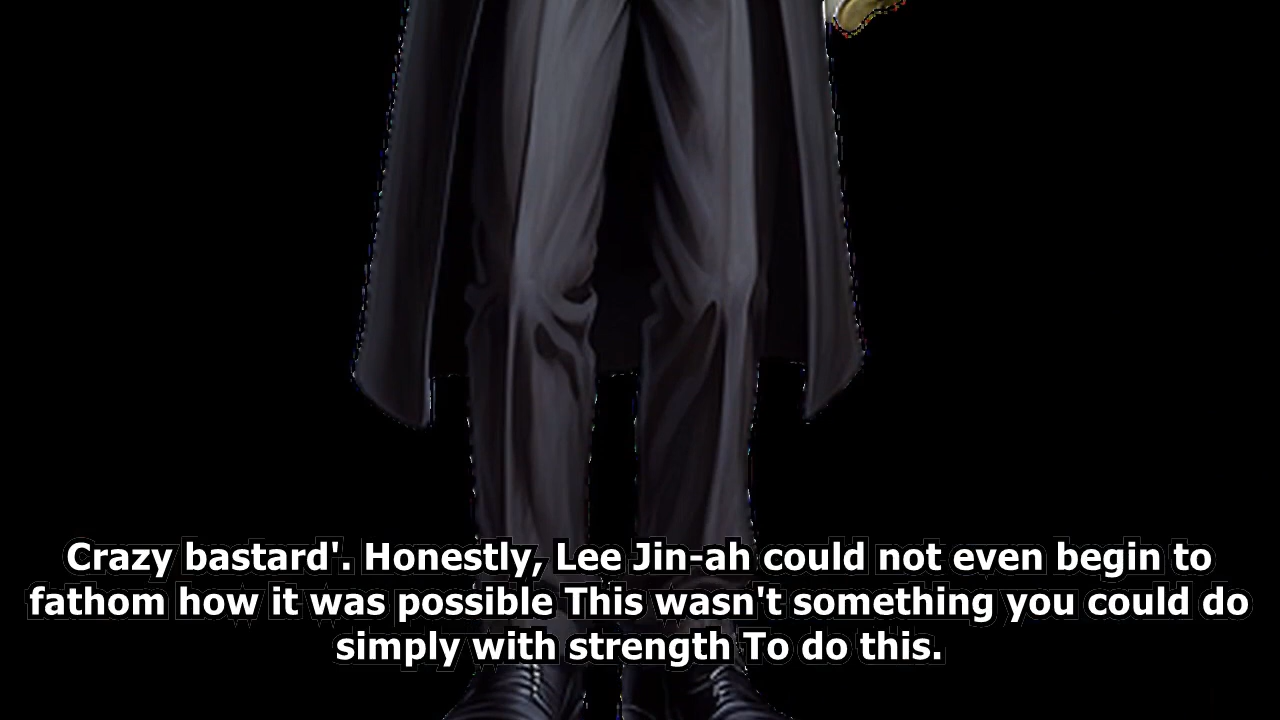 Crazy bastard'. Honestly, Lee Jin-ah could not even begin to
fathom how it was possible This wasn't something you could do
simply with strength To do this.